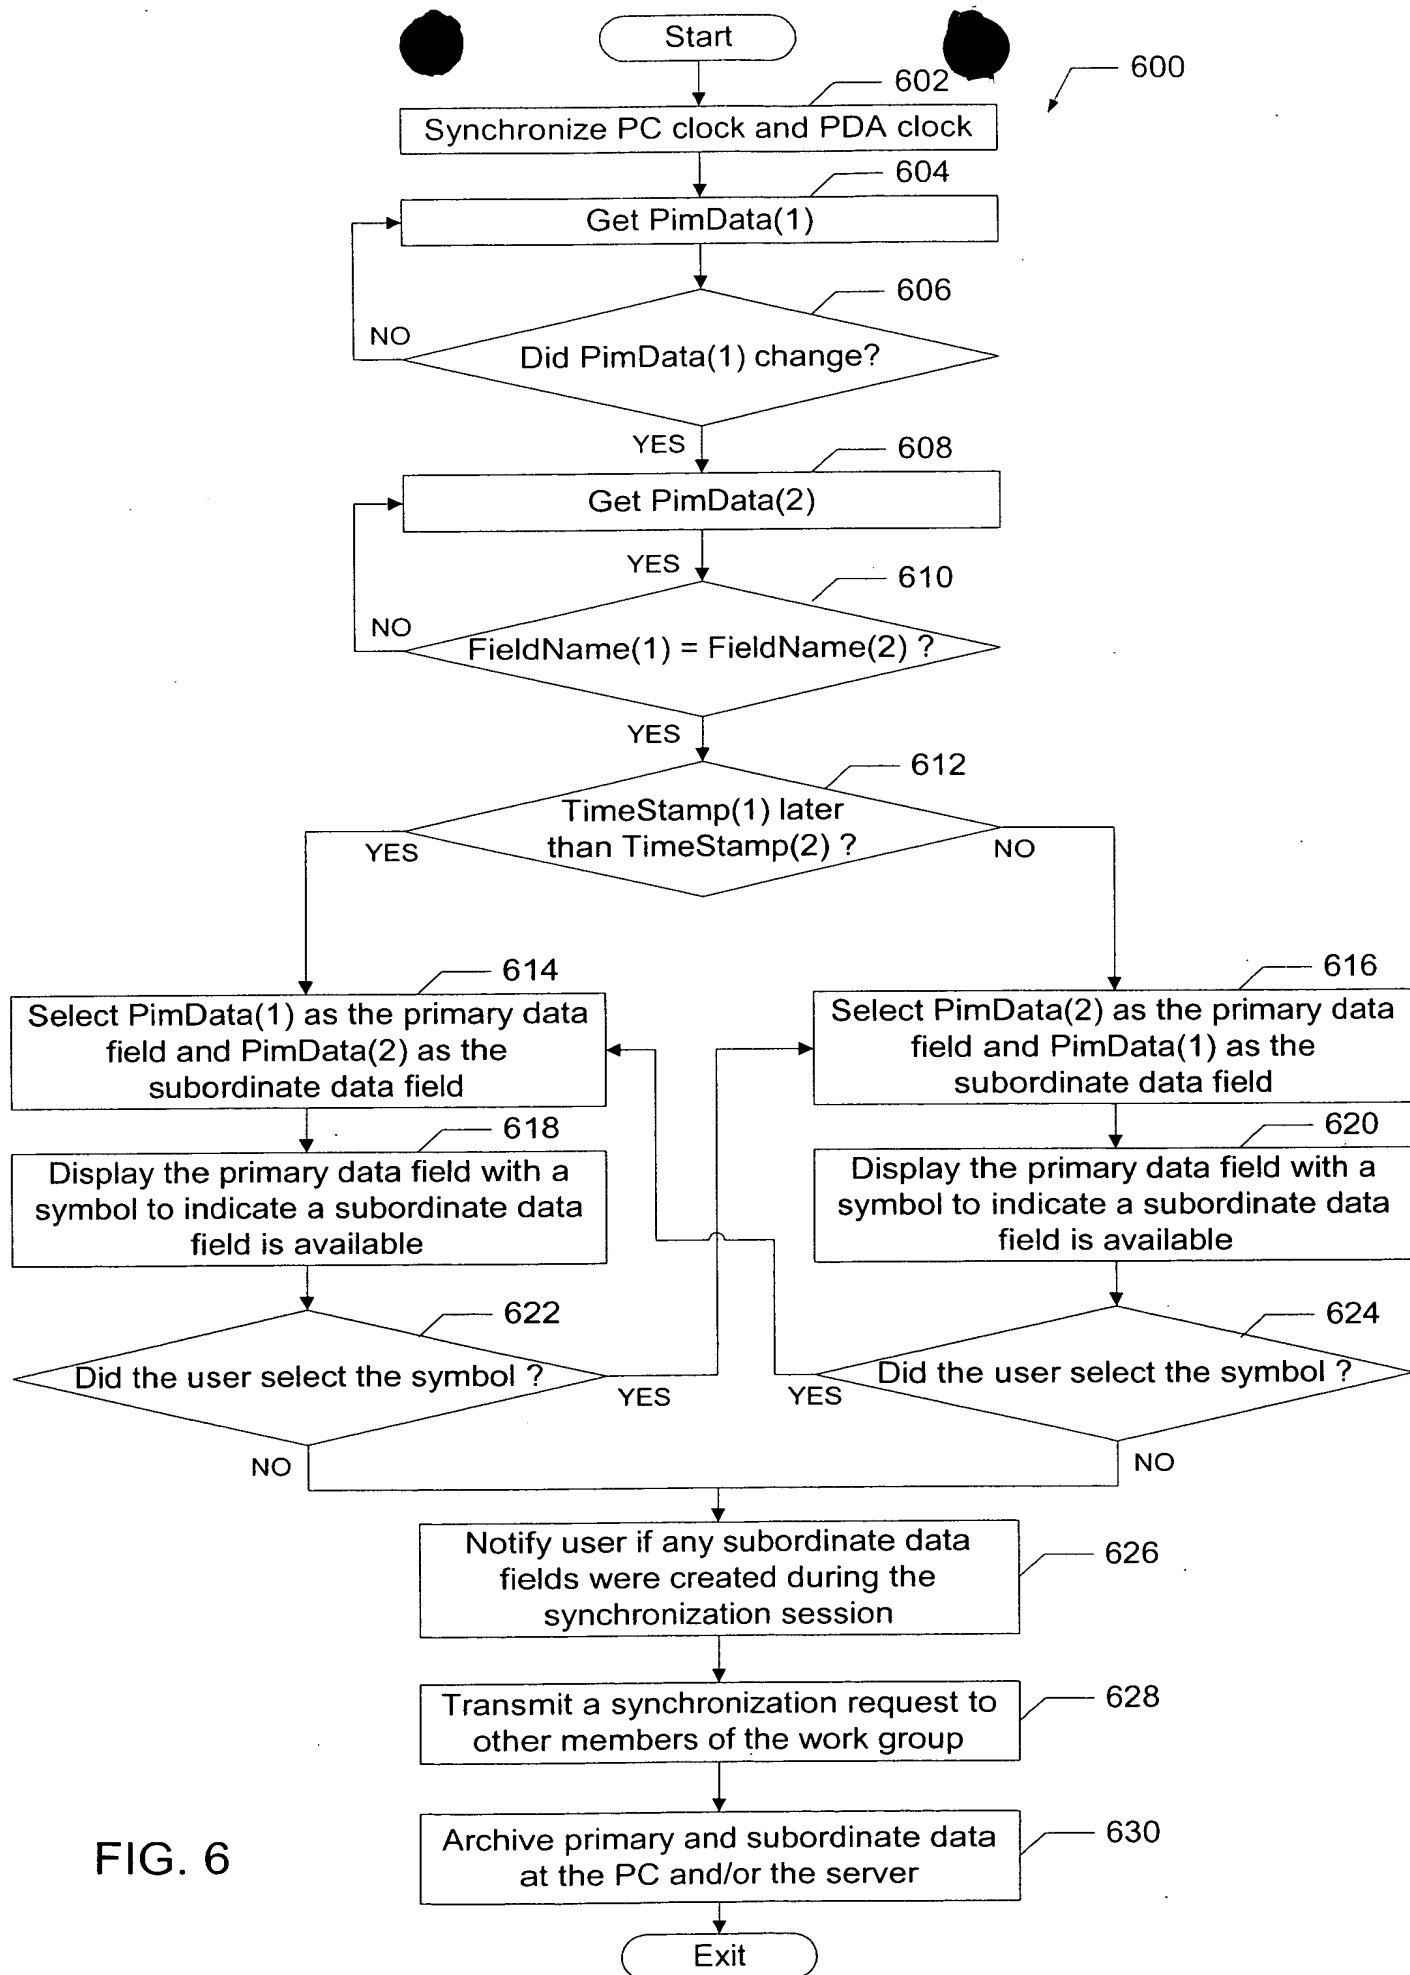 Start
600
602
Synchronize PC clock and PDA clock
604
Get PimData(1)
606
NO
Did PimData(1) change?
YES
608
Get PimData(2)
YES
610
NO
FieldName(1) = FieldName(2) ?
YES
612
TimeStamp(1) later
than TimeStamp(2) ?
YES
NO
614
Select PimData(1) as the primary data
field and PimData(2) as the
subordinate data field
616
Select PimData(2) as the primary data
field and PimData(1) as the
subordinate data field
618
Display the primary data field with a
symbol to indicate a subordinate data
field is available
620
Display the primary data field with a
symbol to indicate a subordinate data
field is available
622
Did the user select the symbol ?
YES
624
Did the user select the symbol ?
YES
NO
NO
Notify user if any subordinate data
fields were created during the
synchronization session
626
Transmit a synchronization request to
other members of the work group
628
Archive primary and subordinate data
at the PC and/or the server
630
FIG. 6
Exit